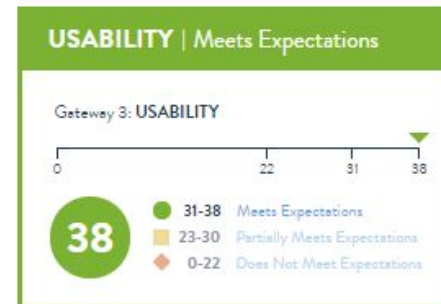 USABILITY | Meets Expectations
Gateway 3: USABILITY
0 22 31 38
38
31-38 Meets Expectations
23-30 Partially Meets Expectations
0-22 Does Not Meet Expectations